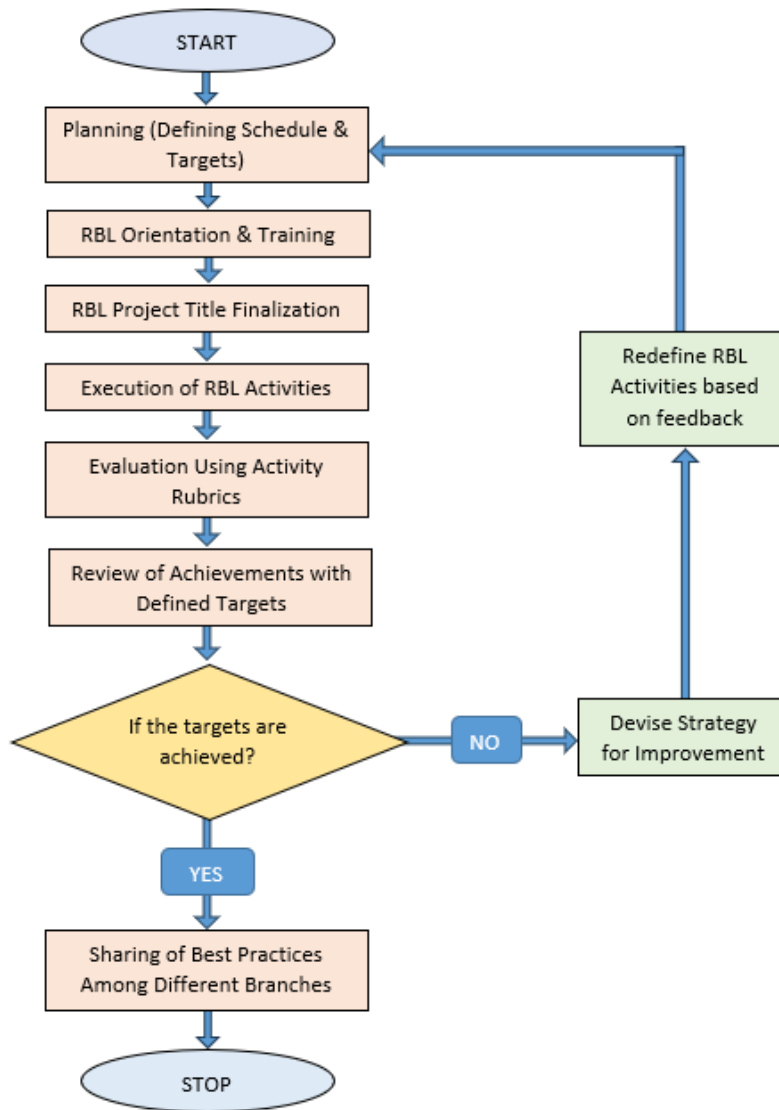 START
Planning (Defining Schedule &
Targets)
RBL Orientation & Training
RBL Project Title Finalization
Execution of RBL Activities
Evaluation Using Activity
Rubrics
Review of Achievements with
Defined Targets
If the targets are
achieved?
NO
Devise Strategy
for Improvement
Redefine RBL
Activities based
on feedback
YES
Sharing of Best Practices
Among Different Branches
STOP